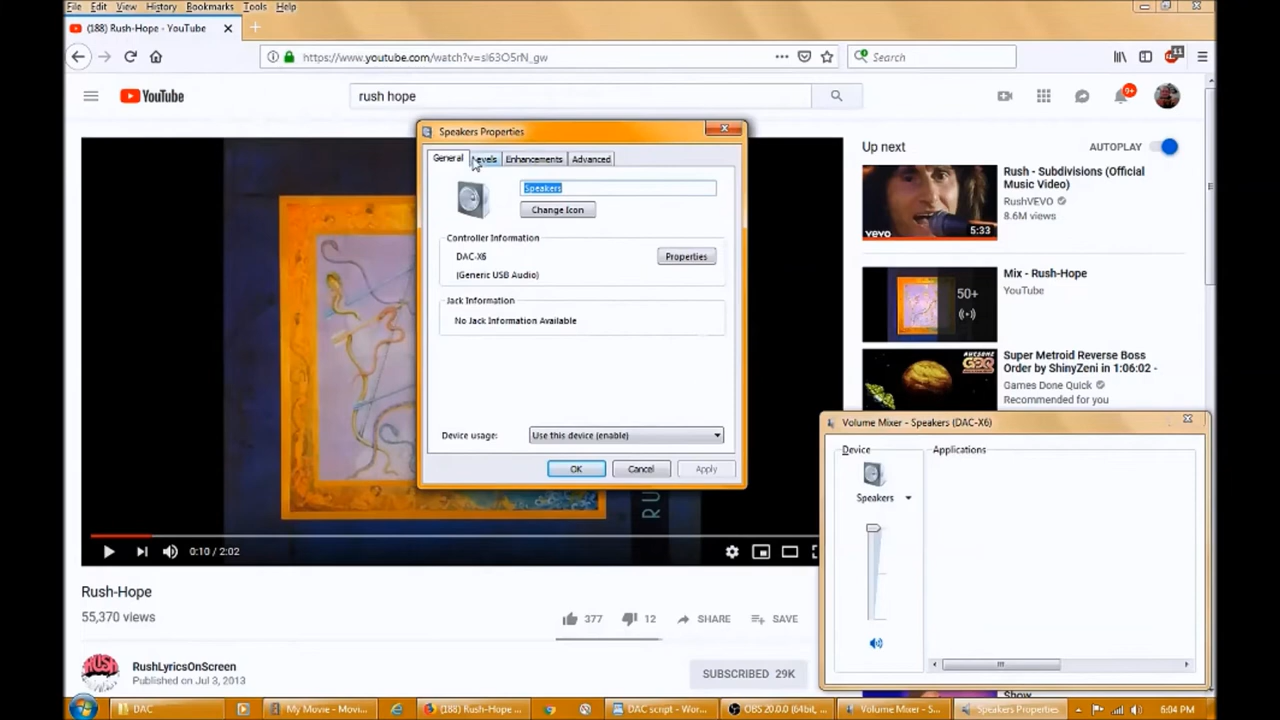 File Edit View History Bookmarks Tools Help
(188) Rush-Hope - YouTube
https://www.youtube.com/watch?v=sl63O5rN_gw
Search
11
YouTube
rush hope
9+
Speakers Properties
General Levels Enhancements Advanced
Speakers
Change Icon
Controller Information
DAC-X6
Properties
(Generic USB Audio)
Jack Information
No Jack Information Available
Device usage:
Use this device (enable)
OK Cancel Apply
RU
0:10 / 2:02
Rush-Hope
55,370 views
377 12 SHARE SAVE
RushLyricsOnScreen
Published on Jul 3, 2013
SUBSCRIBED 29K
Up next
AUTOPLAY
vevo
5:33
Rush - Subdivisions (Official
Music Video)
RushVEVO
8.6M views
50+
Mix - Rush-Hope
YouTube
AWESOME
GDQ
Super Metroid Reverse Boss
Order by ShinyZeni in 1:06:02 -
Games Done Quick
Recommended for you
Volume Mixer - Speakers (DAC-X6)
Device
Applications
Speakers
Show
DAC
My Movie - Movi...
(188) Rush-Hope ...
DAC script - Wor...
OBS 20.0.0 (64bit, ...
Volume Mixer - S...
Speakers Properties
6:04 PM